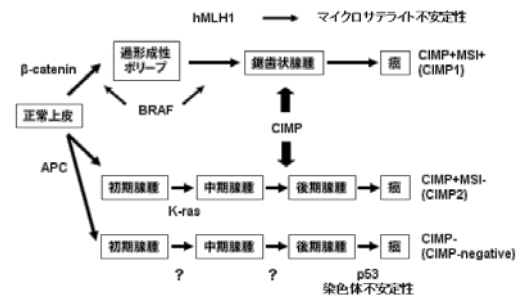 hMLH1 マイクロサテライト不安定性
β-catenin
過形成性
ポリープ
鋸歯状腺腫
癌
CIMP+MSI+
(CIMP1)
BRAF
正常上皮
CIMP
APC
初期腺腫
中期腺腫
後期腺腫
癌
CIMP+MSI-
(CIMP2)
K-ras
初期腺腫
中期腺腫
後期腺腫
癌
CIMP-
(CIMP-negative)
?
?
p53
染色体不安定性